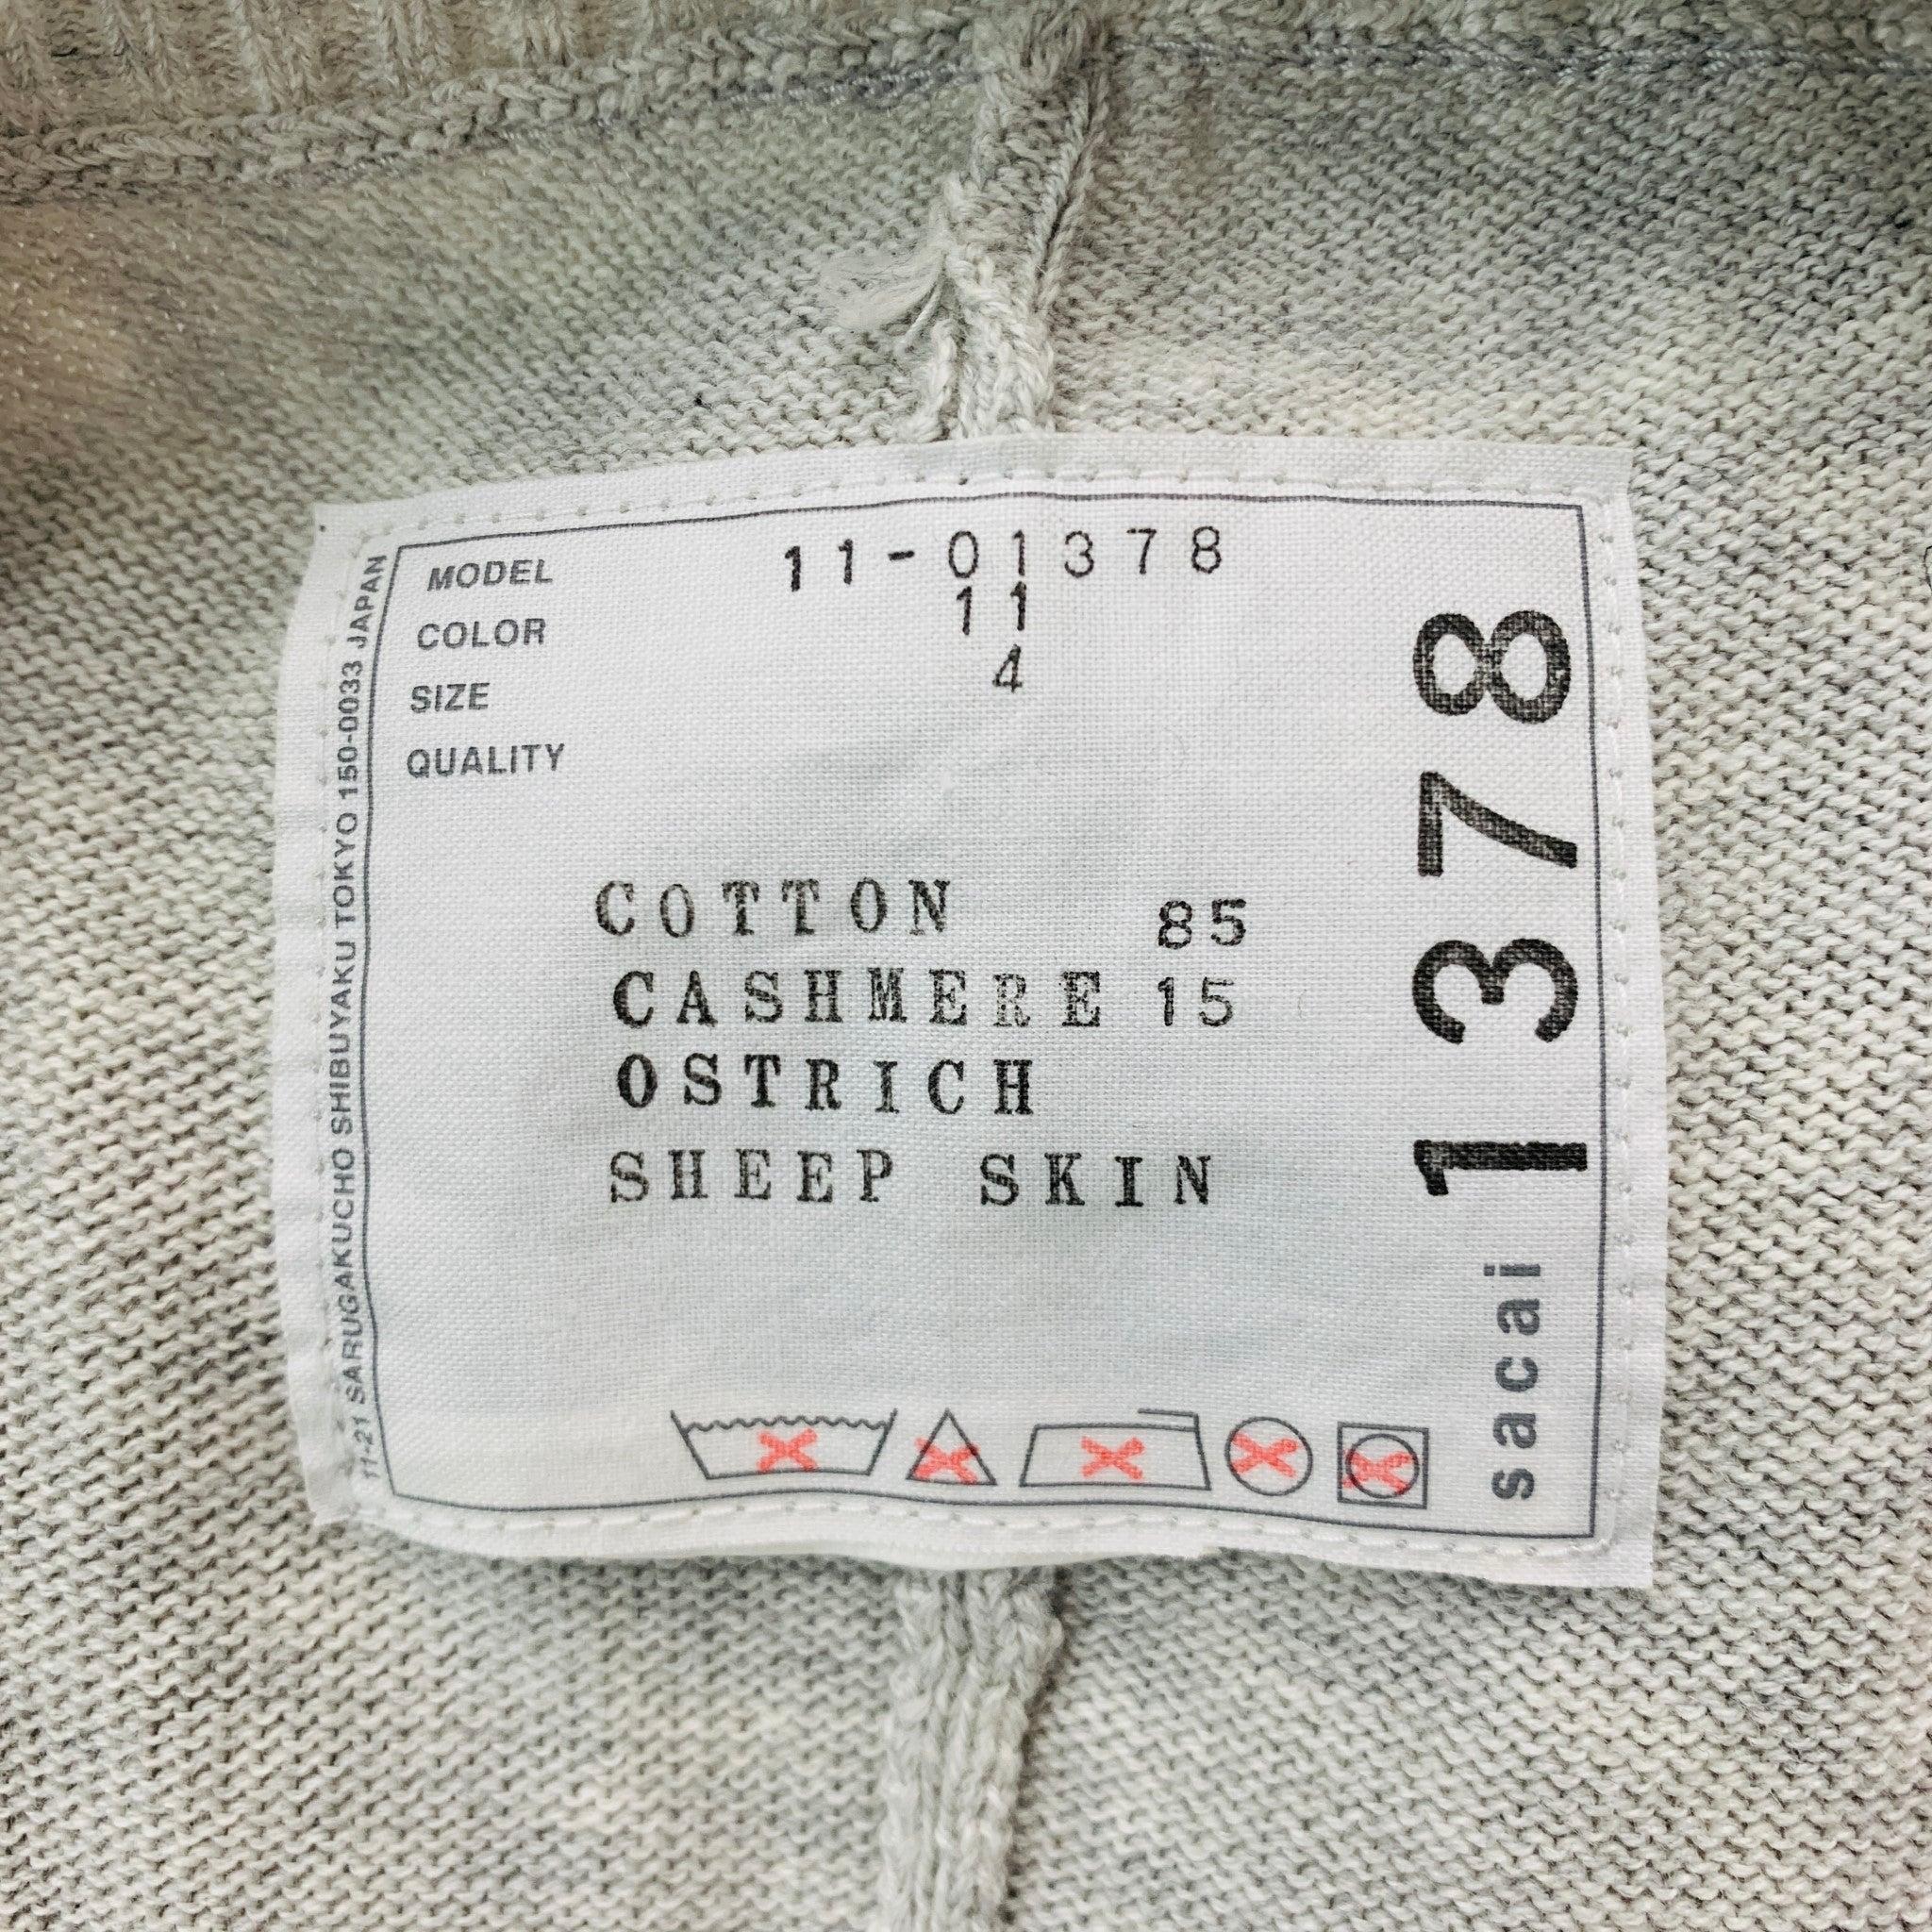 MODEL 11-01378
COLOR 11
SIZE 4
QUALITY
COTTON 85
CASHMERE 15
OSTRICH
SHEEP SKIN
sacai 1378
11-21 SARUGAKUCHO SHIBUYAKU TOKYO 150-0033 JAPAN